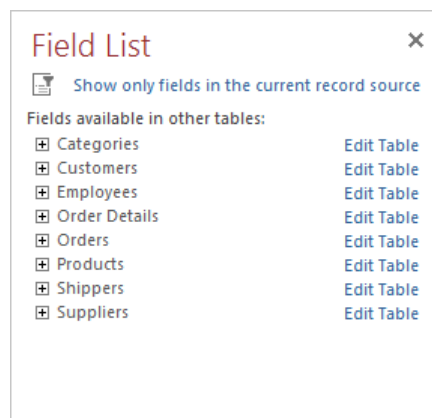 Field List
Show only fields in the current record source
Fields available in other tables:
Categories Edit Table
Customers Edit Table
Employees Edit Table
Order Details Edit Table
Orders Edit Table
Products Edit Table
Shippers Edit Table
Suppliers Edit Table